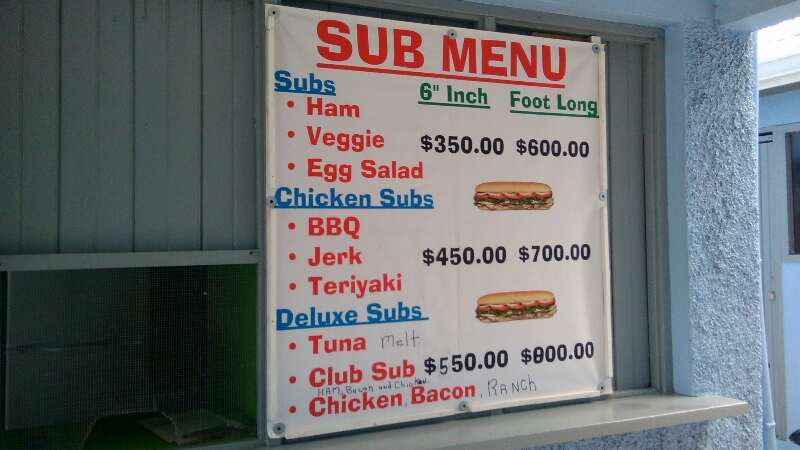 SUB MENU
Subs 6" Inch Foot Long
• Ham
• Veggie $350.00 $600.00
• Egg Salad
Chicken Subs
• BBQ
• Jerk $450.00 $700.00
• Teriyaki
Deluxe Subs
• Tuna melt
• Club Sub $550.00 $800.00
HAM, Bacon and Chicken.
• Chicken Bacon, RANCH